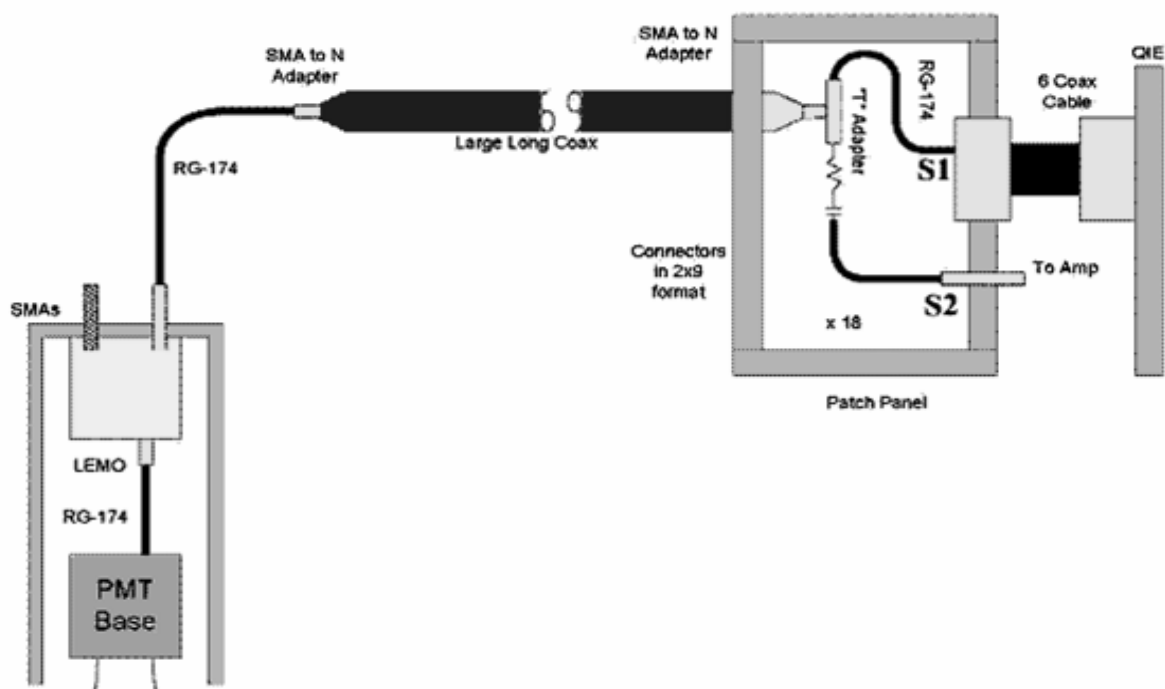 SMA to N
Adapter
SMA to N
Adapter
QIE
6 Coax
Cable
RG-174
"T" Adapter
Large Long Coax
RG-174
S1
Connectors
in 2x9
format
To Amp
S2
x 18
SMAs
Patch Panel
LEMO
RG-174
PMT
Base